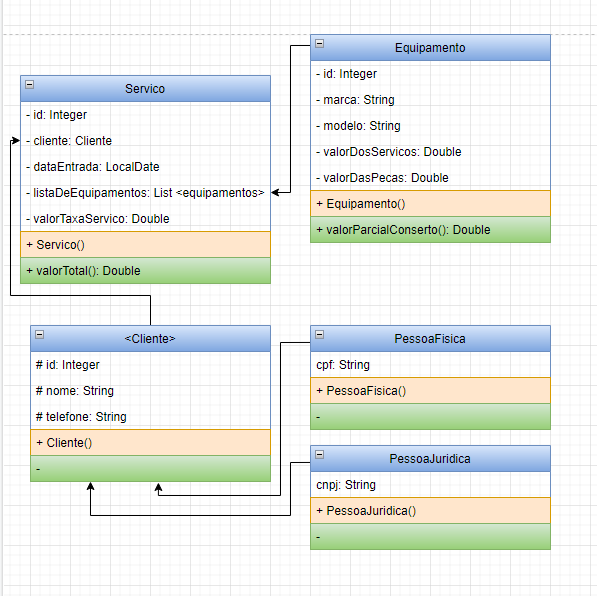 Servico
- id: Integer
- cliente: Cliente
- dataEntrada: LocalDate
- listaDeEquipamentos: List <equipamentos>
- valorTaxaServico: Double
+ Servico()
+ valorTotal(): Double
Equipamento
- id: Integer
- marca: String
- modelo: String
- valorDosServicos: Double
- valorDasPecas: Double
+ Equipamento()
+ valorParcialConserto(): Double
<Cliente>
# id: Integer
# nome: String
# telefone: String
+ Cliente()
-
PessoaFisica
cpf: String
+ PessoaFisica()
-
PessoaJuridica
cnpj: String
+ PessoaJuridica()
-